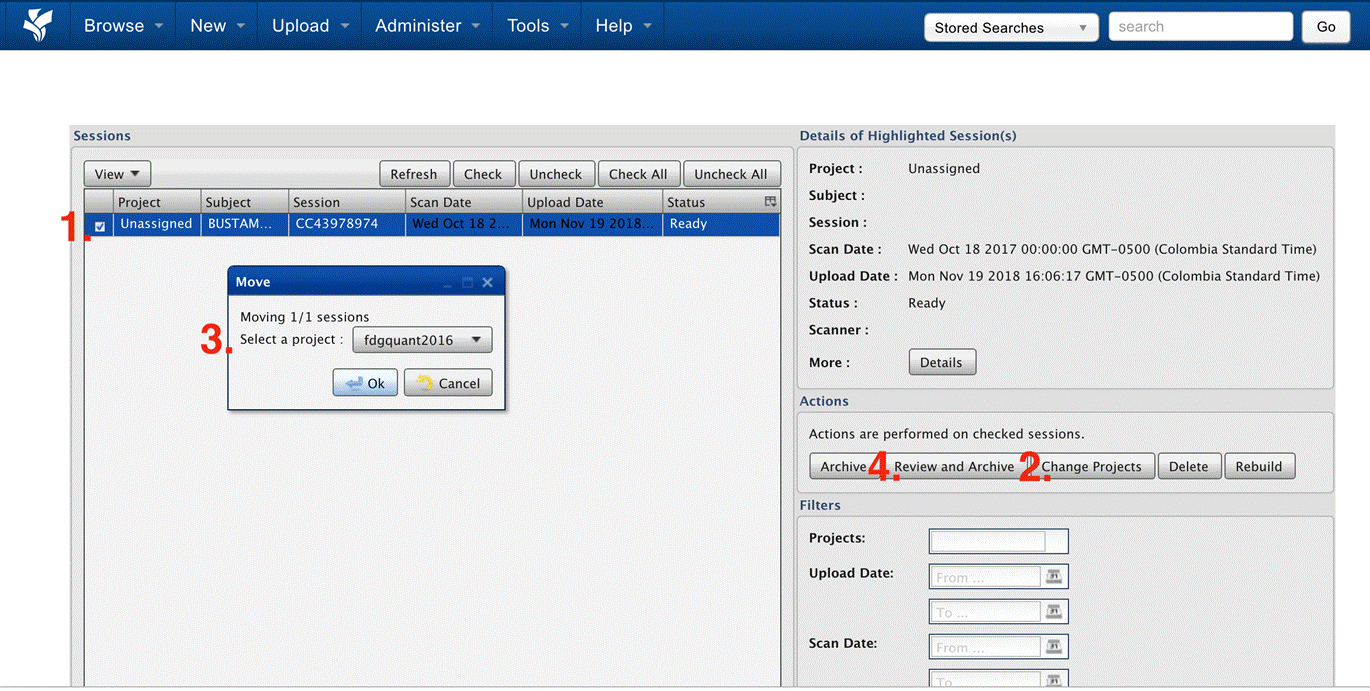 Browse New Upload Administer Tools Help Stored Searches search Go
Sessions
View Refresh Check Uncheck Check All Uncheck All
Project Subject Session Scan Date Upload Date Status
1. Unassigned BUSTAM... CC43978974 Wed Oct 18 2... Mon Nov 19 2018... Ready
Move
Moving 1/1 sessions
3. Select a project : fdgquant2016
Ok Cancel
Details of Highlighted Session(s)
Project : Unassigned
Subject :
Session :
Scan Date : Wed Oct 18 2017 00:00:00 GMT-0500 (Colombia Standard Time)
Upload Date : Mon Nov 19 2018 16:06:17 GMT-0500 (Colombia Standard Time)
Status : Ready
Scanner :
More : Details
Actions
Actions are performed on checked sessions.
Archive 4. Review and Archive 2. Change Projects Delete Rebuild
Filters
Projects:
Upload Date: From ...
To ...
Scan Date: From ...
To ...